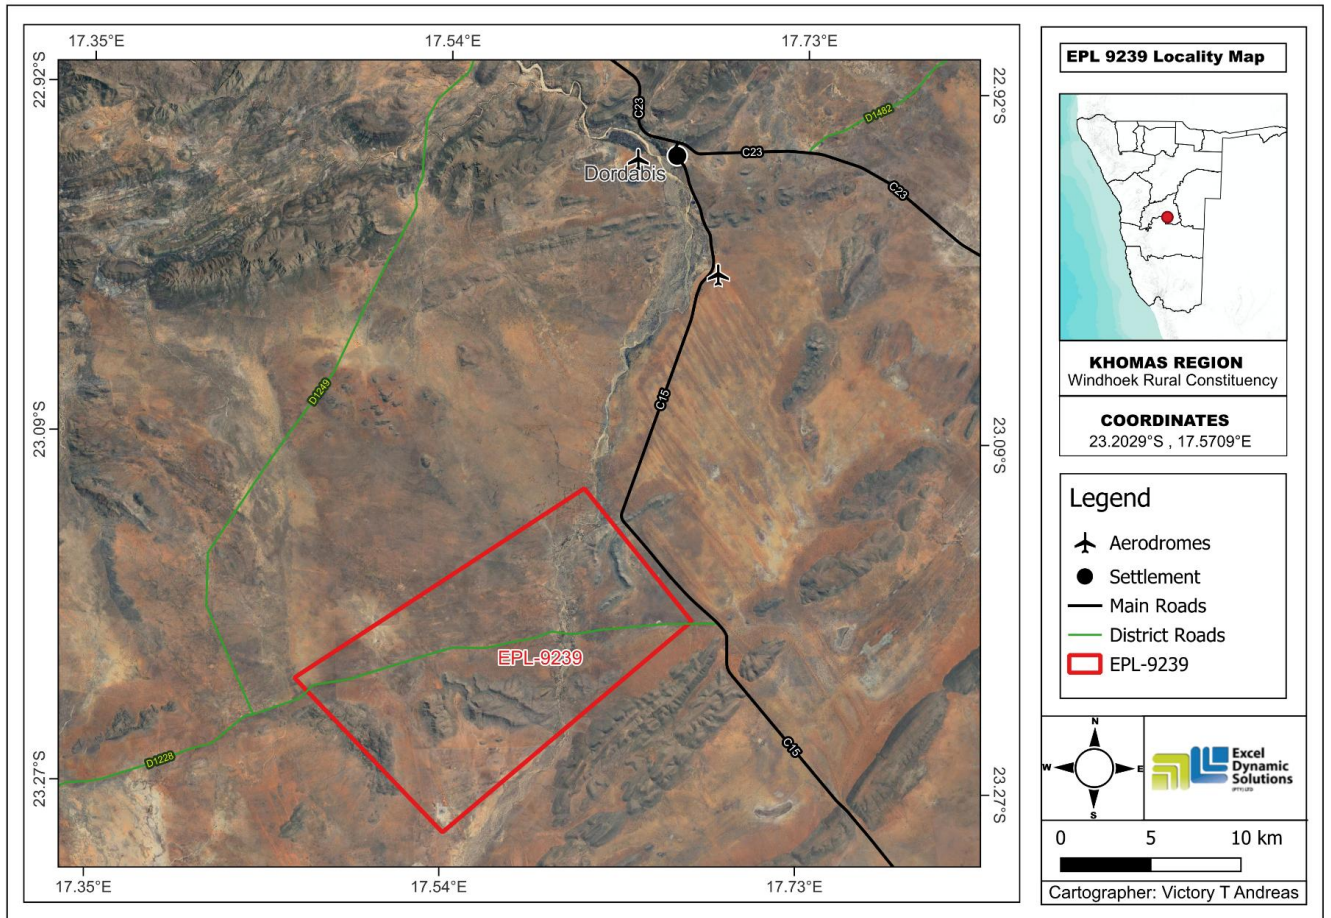 17.35°E
17.54°E
17.73°E
22.92°S
22.92°S
C23
D1482
C23
C23
Dordabis
D1249
C15
23.09°S
23.09°S
EPL-9239
D1228
C15
23.27°S
23.27°S
17.35°E
17.54°E
17.73°E
EPL 9239 Locality Map
KHOMAS REGION
Windhoek Rural Constituency
COORDINATES
23.2029°S , 17.5709°E
Legend
Aerodromes
Settlement
Main Roads
District Roads
EPL-9239
N
W
E
S
Excel
Dynamic
Solutions
(PTY) LTD
0 5 10 km
Cartographer: Victory T Andreas